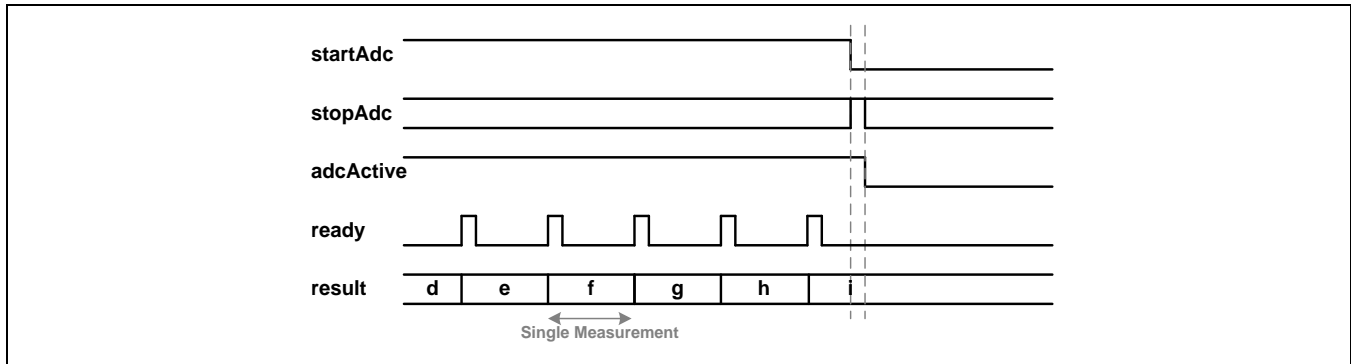 startAdc
stopAdc
adcActive
ready
result d e f g h i
Single Measurement